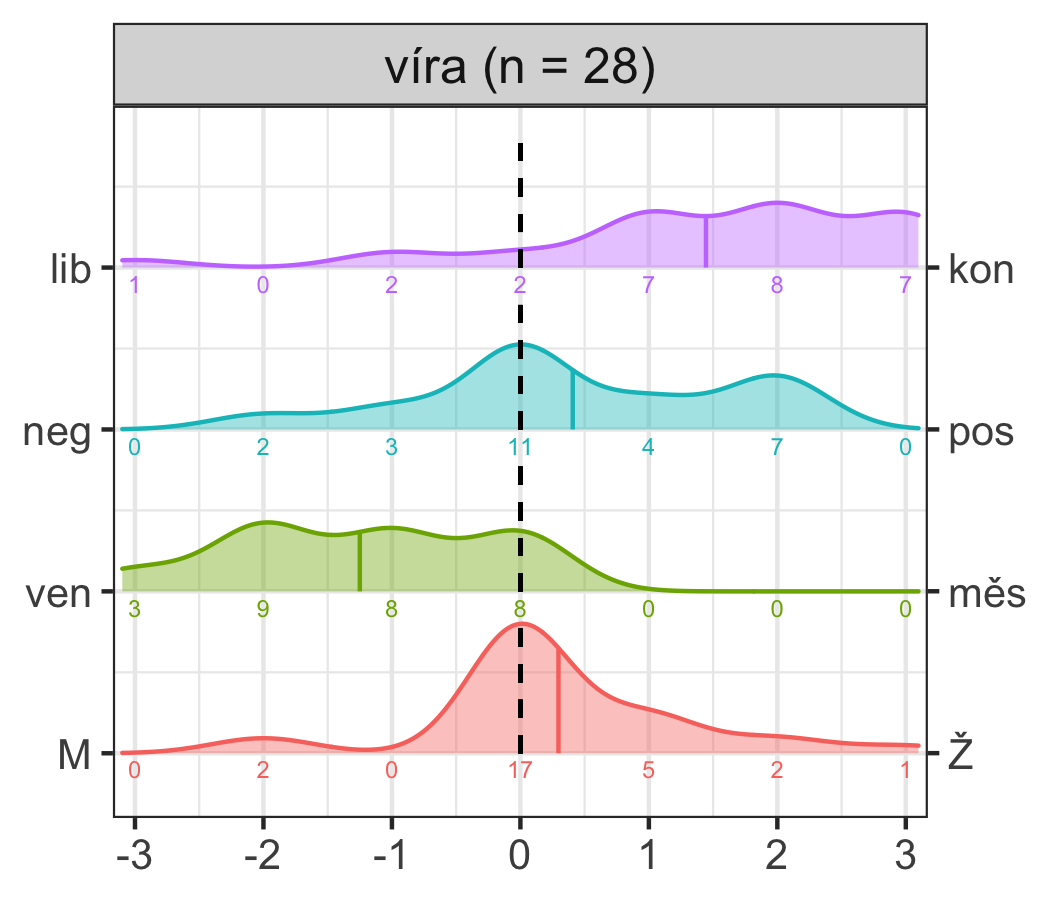 víra (n = 28)
lib kon
1 0 2 2 7 8 7
neg pos
0 2 3 11 4 7 0
ven měs
3 9 8 8 0 0 0
M Ž
0 2 0 17 5 2 1
-3 -2 -1 0 1 2 3